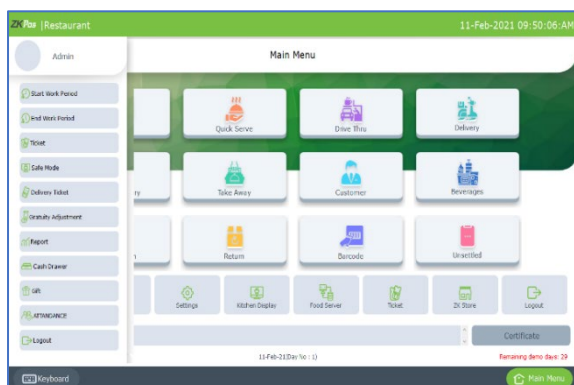 ZKPos |Restaurant
11-Feb-2021 09:50:06:AM
Admin
Main Menu
Start Work Period
End Work Period
Ticket
Safe Mode
Delivery Ticket
Gratuity Adjustment
Report
Cash Drawer
Gift
ATTANDANCE
Logout
Quick Serve
Drive Thru
Delivery
ry
Take Away
Customer
Beverages
n
Return
Barcode
Unsettled
Settings
Kitchen Display
Food Server
Ticket
ZK Store
Logout
Certificate
11-Feb-21(Day No : 1)
Remaining demo days: 29
Keyboard
Main Menu